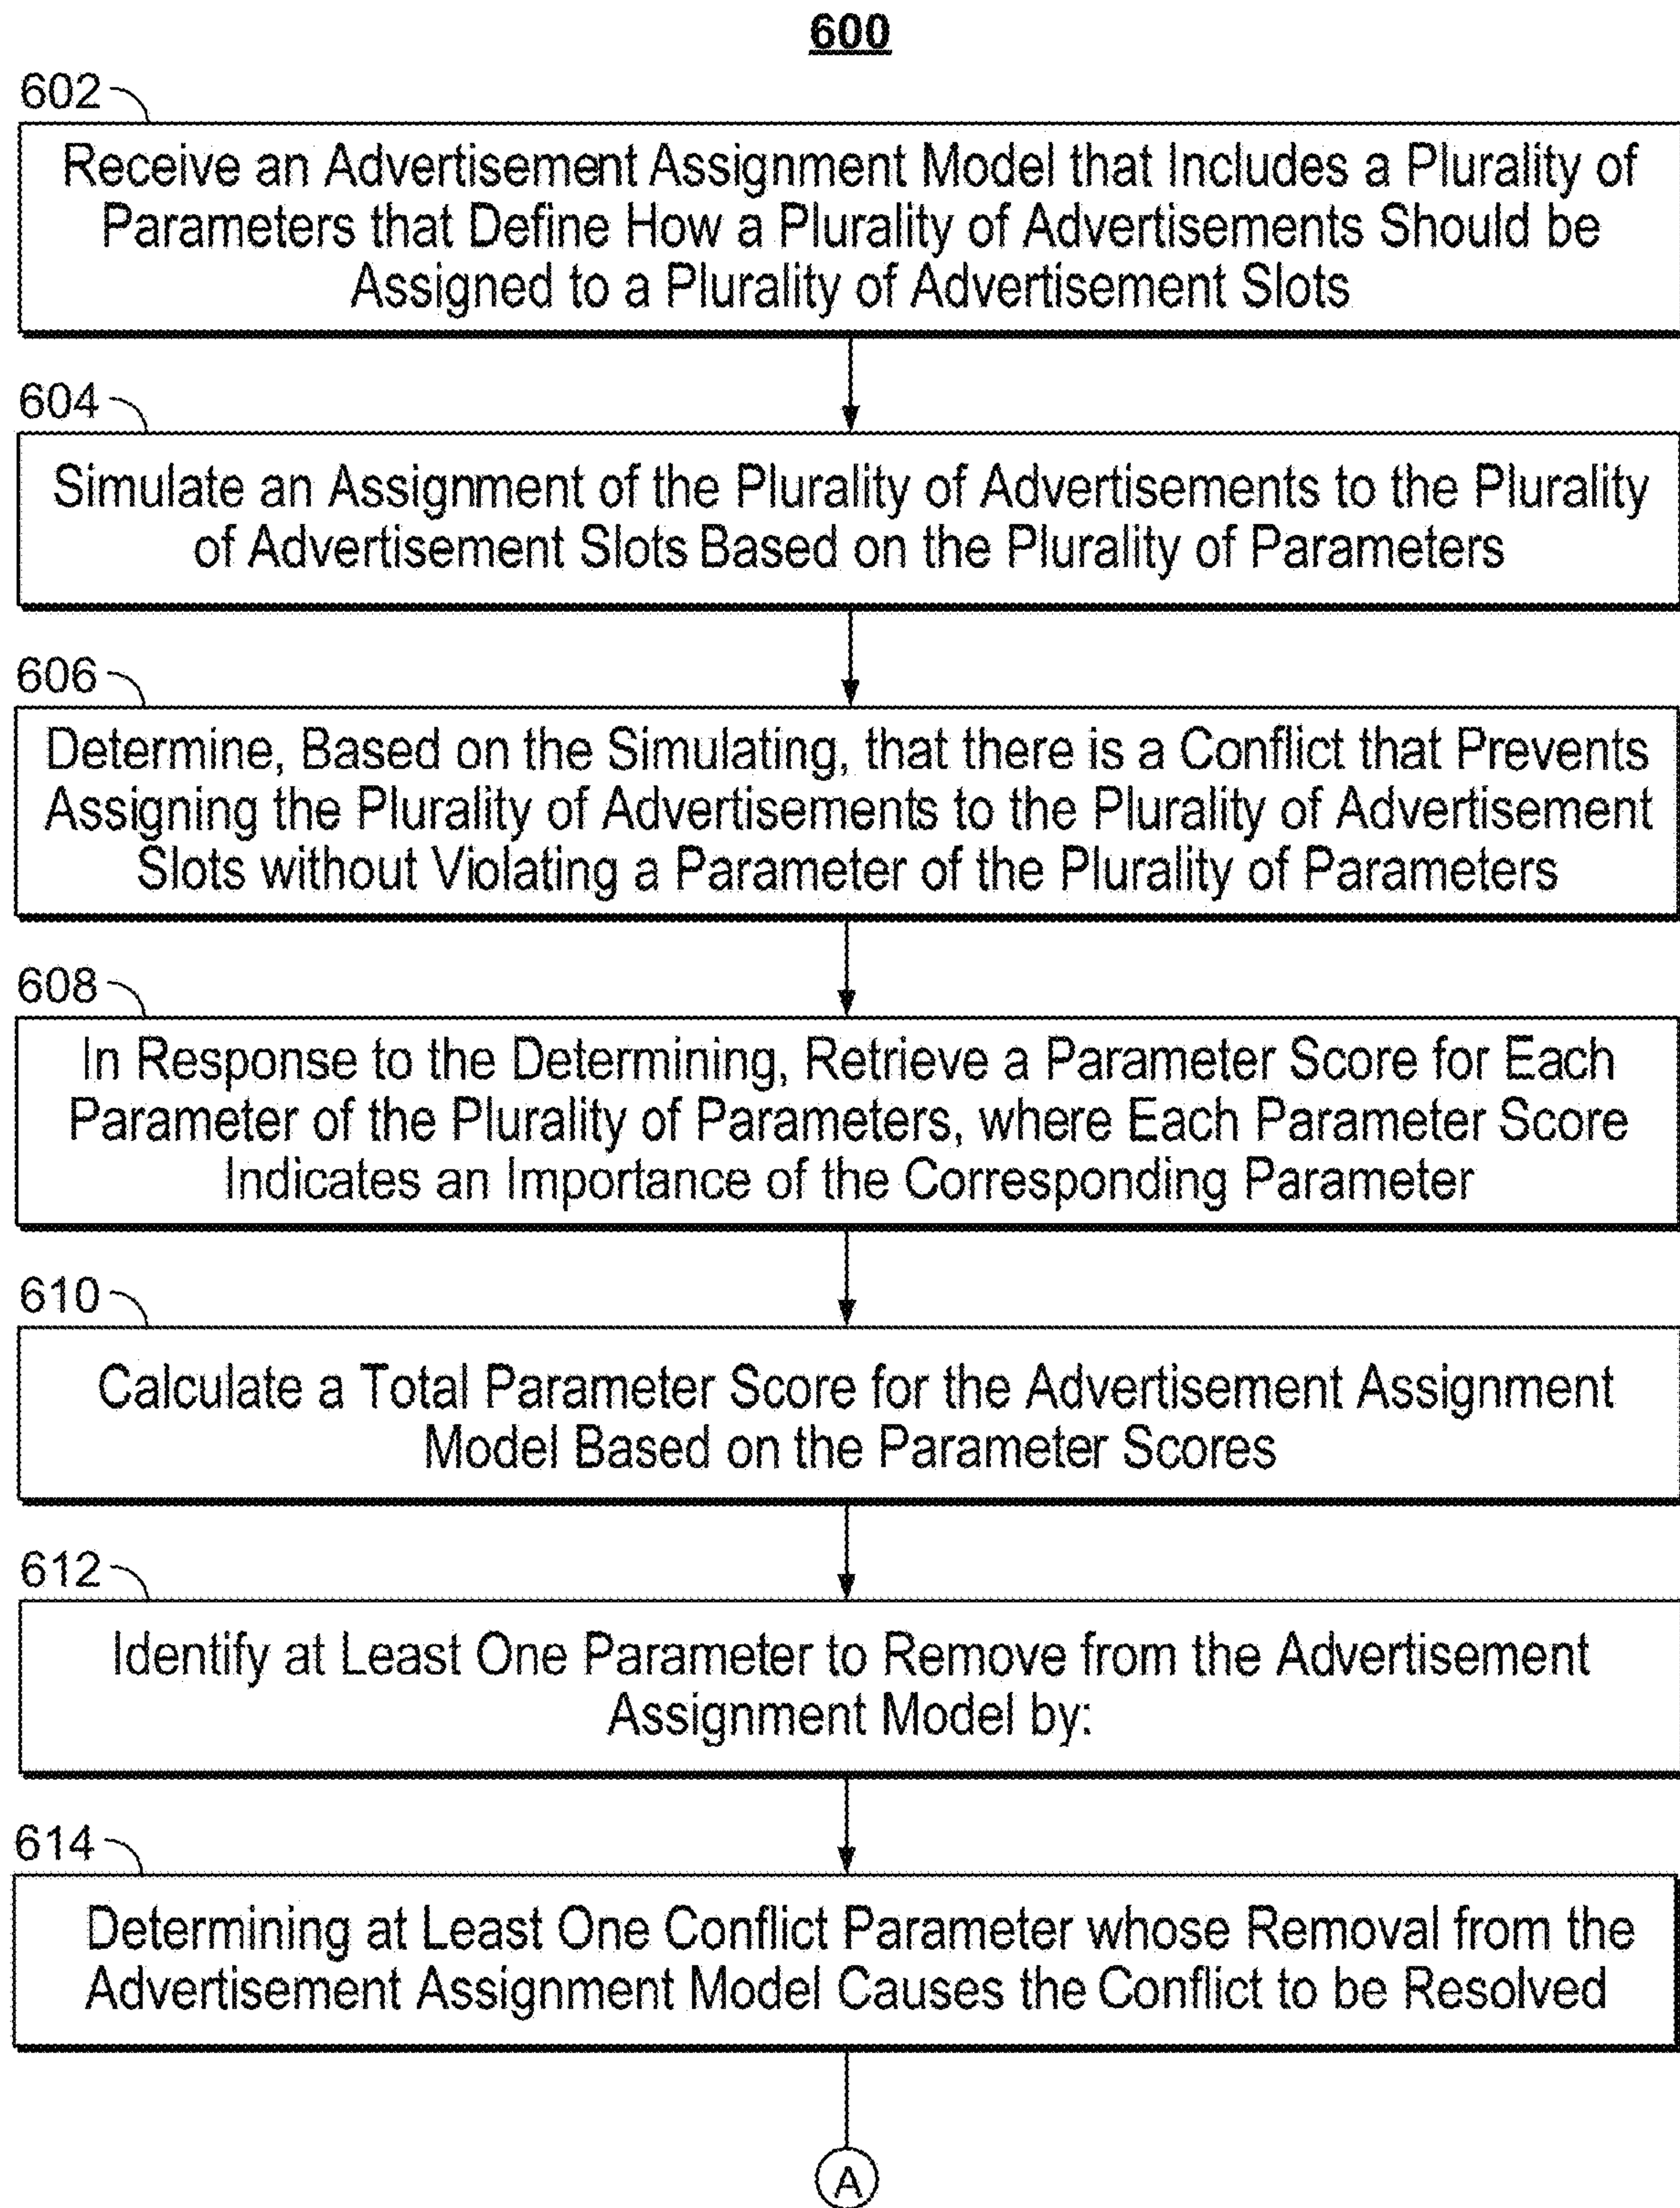 600
602
Receive an Advertisement Assignment Model that Includes a Plurality of
Parameters that Define How a Plurality of Advertisements Should be
Assigned to a Plurality of Advertisement Slots
604
Simulate an Assignment of the Plurality of Advertisements to the Plurality
of Advertisement Slots Based on the Plurality of Parameters
606
Determine, Based on the Simulating, that there is a Conflict that Prevents
Assigning the Plurality of Advertisements to the Plurality of Advertisement
Slots without Violating a Parameter of the Plurality of Parameters
608
In Response to the Determining, Retrieve a Parameter Score for Each
Parameter of the Plurality of Parameters, where Each Parameter Score
Indicates an Importance of the Corresponding Parameter
610
Calculate a Total Parameter Score for the Advertisement Assignment
Model Based on the Parameter Scores
612
Identify at Least One Parameter to Remove from the Advertisement
Assignment Model by:
614
Determining at Least One Conflict Parameter whose Removal from the
Advertisement Assignment Model Causes the Conflict to be Resolved
A